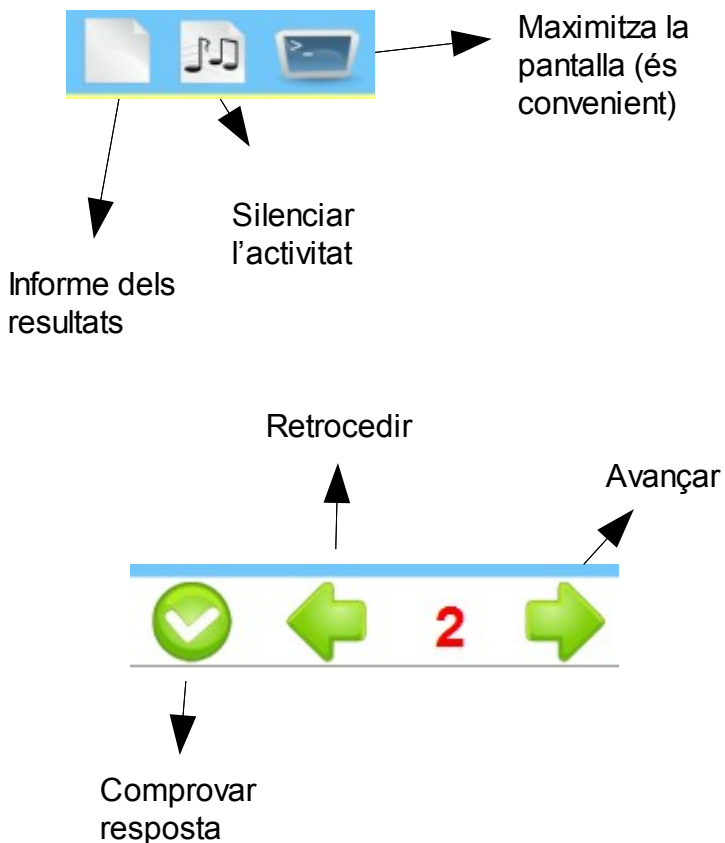 Maximitza la
pantalla (és
convenient)
Silenciar
l’activitat
Informe dels
resultats
Retrocedir
Avançar
2
Comprovar
resposta